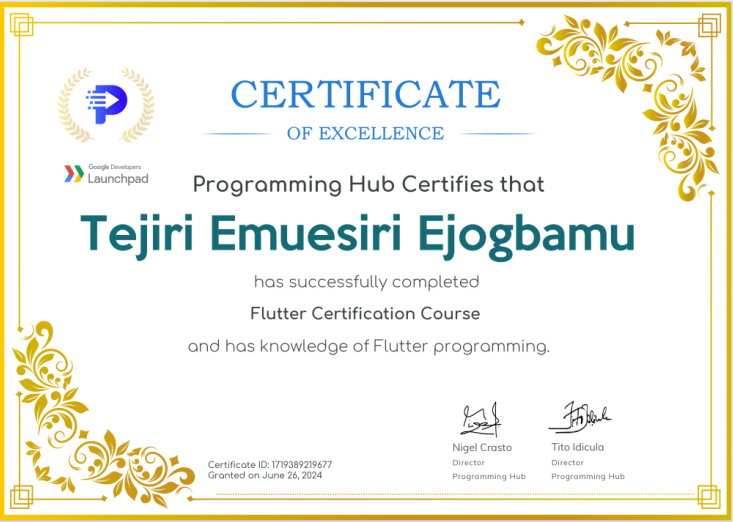 CERTIFICATE
OF EXCELLENCE
Google Developers
Launchpad
Programming Hub Certifies that
Tejiri Emuesiri Ejogbamu
has successfully completed
Flutter Certification Course
and has knowledge of Flutter programming.
Nigel Crasto
Director
Programming Hub
Tito Idicula
Director
Programming Hub
Certificate ID: 1719389219677
Granted on June 26, 2024